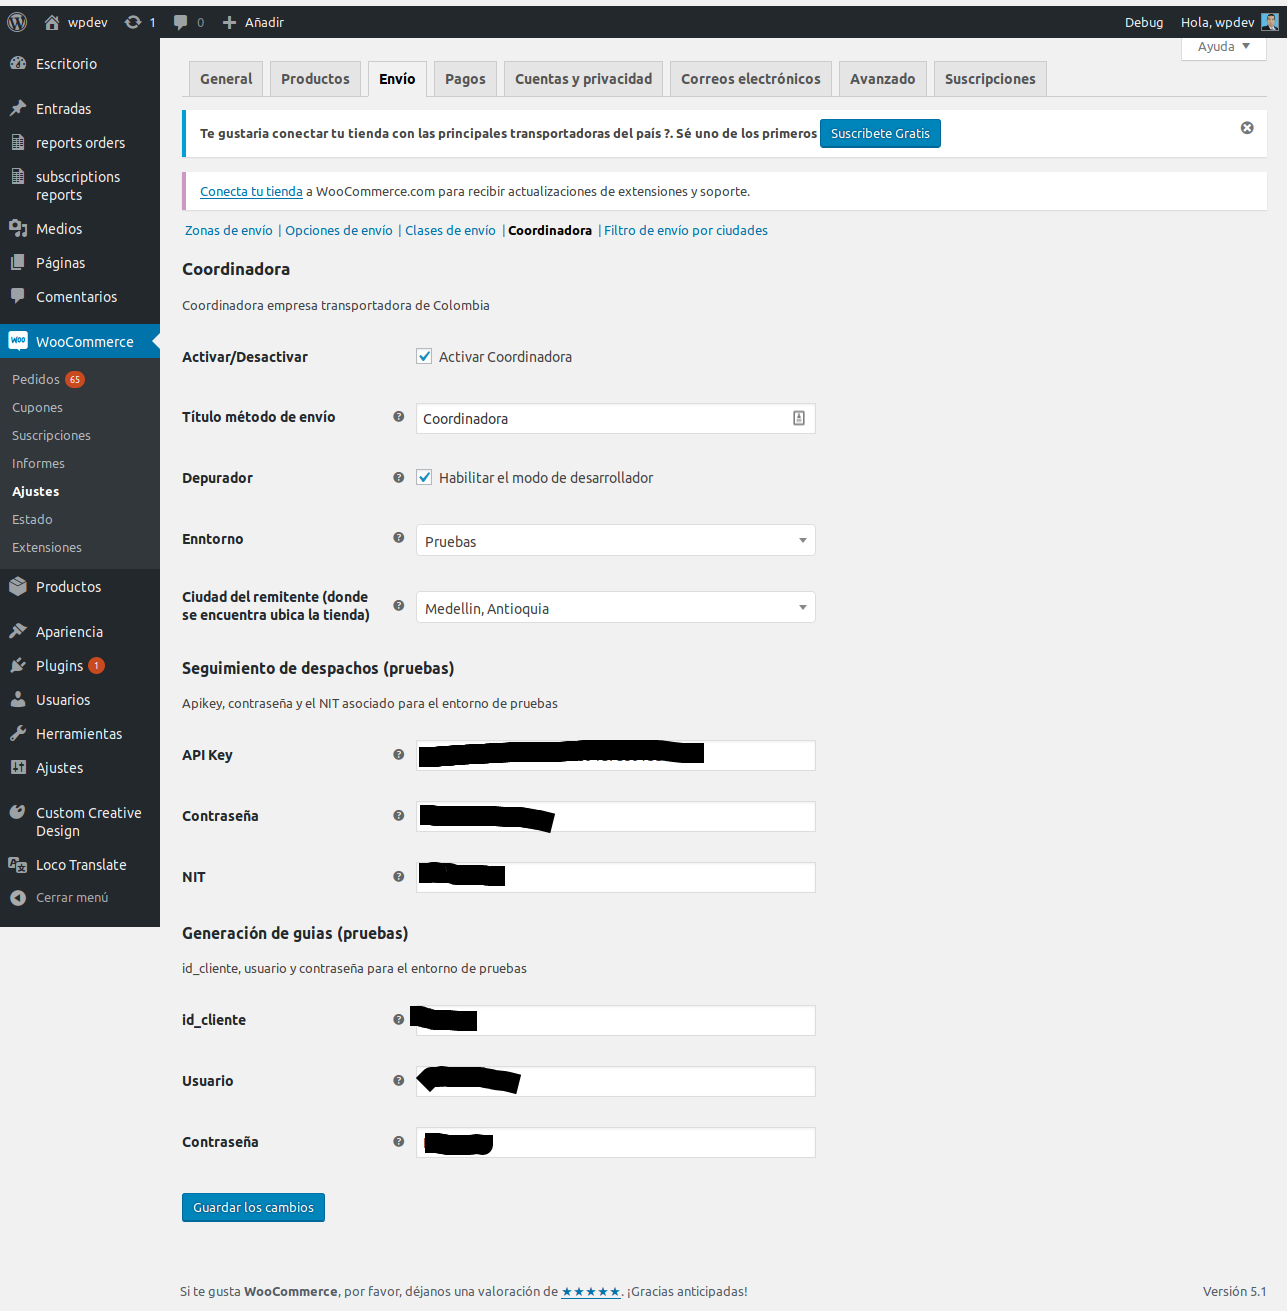 wpdev 1 0 Añadir Debug Hola, wpdev
Ayuda
Escritorio
Entradas
reports orders
subscriptions
reports
Medios
Páginas
Comentarios
WooCommerce
Pedidos 65
Cupones
Suscripciones
Informes
Ajustes
Estado
Extensiones
Productos
Apariencia
Plugins 1
Usuarios
Herramientas
Ajustes
Custom Creative
Design
Loco Translate
Cerrar menú
General Productos Envío Pagos Cuentas y privacidad Correos electrónicos Avanzado Suscripciones
Te gustaria conectar tu tienda con las principales transportadoras del país ?. Sé uno de los primeros Suscribete Gratis
Conecta tu tienda a WooCommerce.com para recibir actualizaciones de extensiones y soporte.
Zonas de envío | Opciones de envío | Clases de envío | Coordinadora | Filtro de envío por ciudades
Coordinadora
Coordinadora empresa transportadora de Colombia
Activar/Desactivar Activar Coordinadora
Título método de envío Coordinadora
Depurador Habilitar el modo de desarrollador
Enntorno Pruebas
Ciudad del remitente (donde
se encuentra ubica la tienda) Medellin, Antioquia
Seguimiento de despachos (pruebas)
Apikey, contraseña y el NIT asociado para el entorno de pruebas
API Key
Contraseña
NIT
Generación de guias (pruebas)
id_cliente, usuario y contraseña para el entorno de pruebas
id_cliente
Usuario
Contraseña
Guardar los cambios
Si te gusta WooCommerce, por favor, déjanos una valoración de ★★★★★. ¡Gracias anticipadas! Versión 5.1